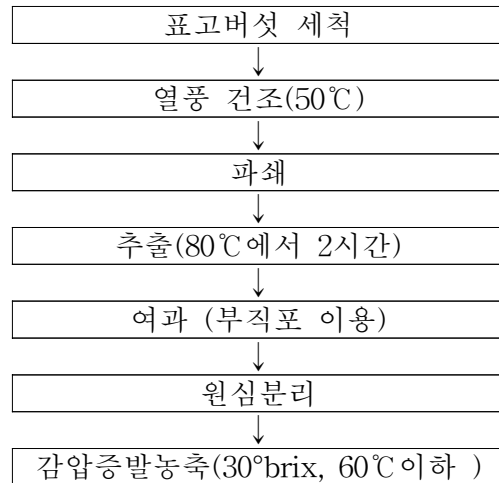 표고버섯 세척
열풍 건조(50℃)
파쇄
추출(80℃에서 2시간)
여과 (부직포 이용)
원심분리
감압증발농축(30°brix, 60℃이하 )